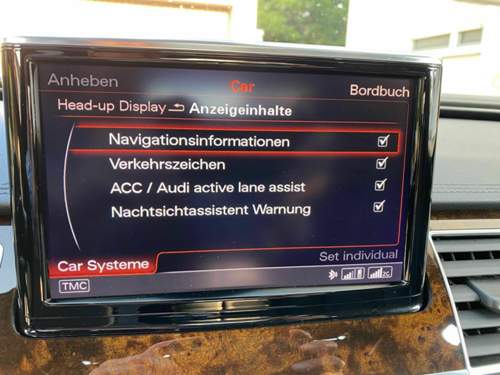 Anheben Car Bordbuch
Head-up Display Anzeigeinhalte
Navigationsinformationen
Verkehrszeichen
ACC / Audi active lane assist
Nachtsichtassistent Warnung
Car Systeme Set individual
TMC 2G